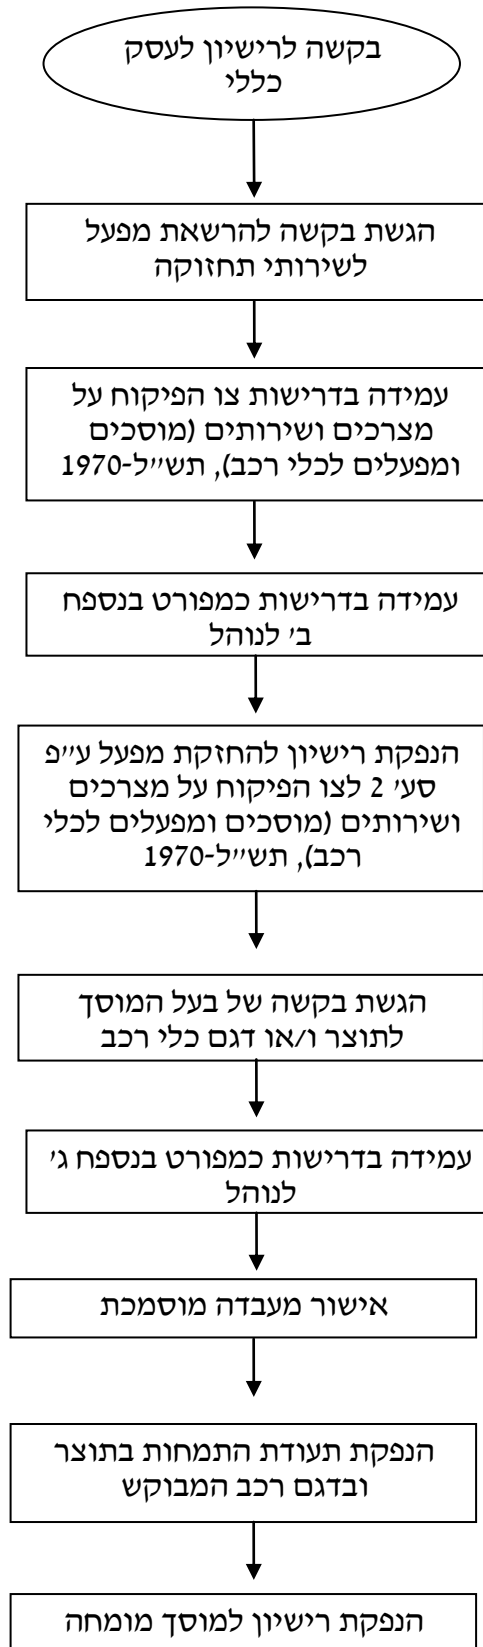 בקשה לרישיון לעסק
כללי
הגשת בקשה להרשאת מפעל
לשירותי תחזוקה
עמידה בדרישות צו הפיקוח על
מצרכים ושירותים (מוסכים
ומפעלים לכלי רכב), תש״ל-1970
עמידה בדרישות כמפורט בנספח
ב׳ לנוהל
הנפקת רישיון להחזקת מפעל ע״פ
סע׳ 2 לצו הפיקוח על מצרכים
ושירותים (מוסכים ומפעלים לכלי
רכב), תש״ל-1970
הגשת בקשה של בעל המוסך
לתוצר ו/או דגם כלי רכב
עמידה בדרישות כמפורט בנספח ג׳
לנוהל
אישור מעבדה מוסמכת
הנפקת תעודת התמחות בתוצר
ובדגם רכב המבוקש
הנפקת רישיון למוסך מומחה